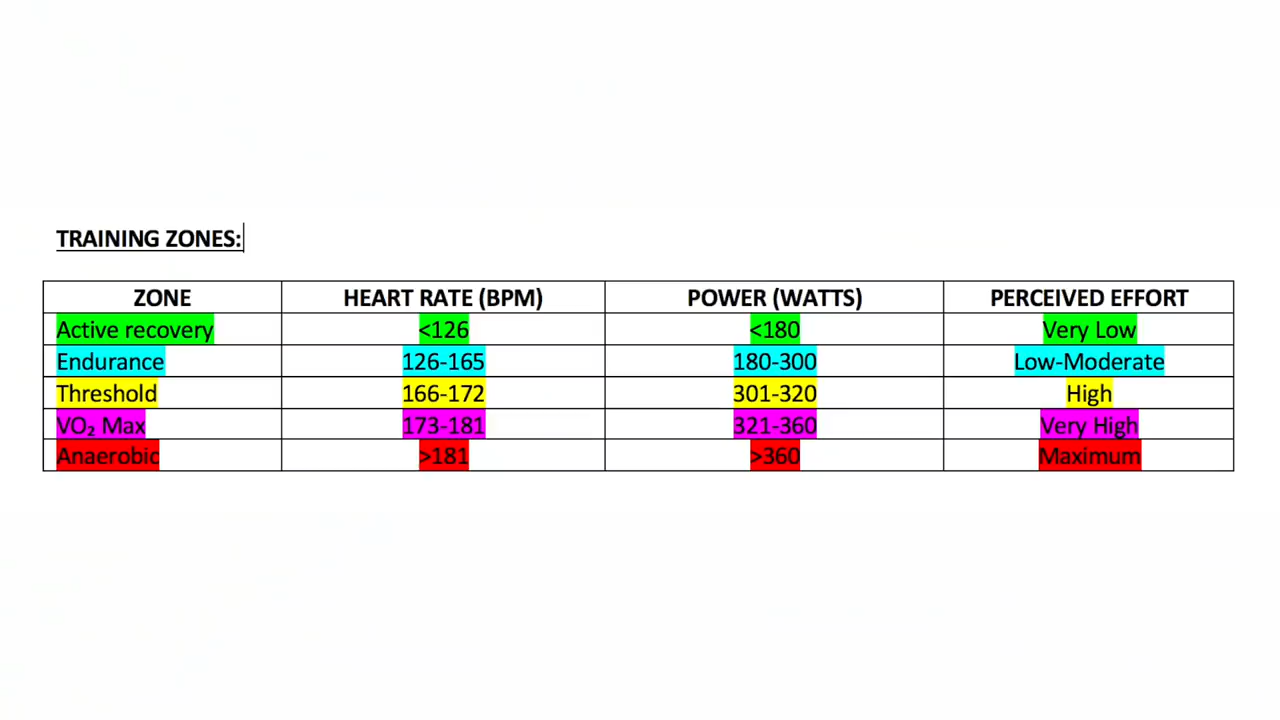 TRAINING ZONES:
ZONE HEART RATE (BPM) POWER (WATTS) PERCEIVED EFFORT
Active recovery <126 <180 Very Low
Endurance 126-165 180-300 Low-Moderate
Threshold 166-172 301-320 High
VO₂ Max 173-181 321-360 Very High
Anaerobic >181 >360 Maximum